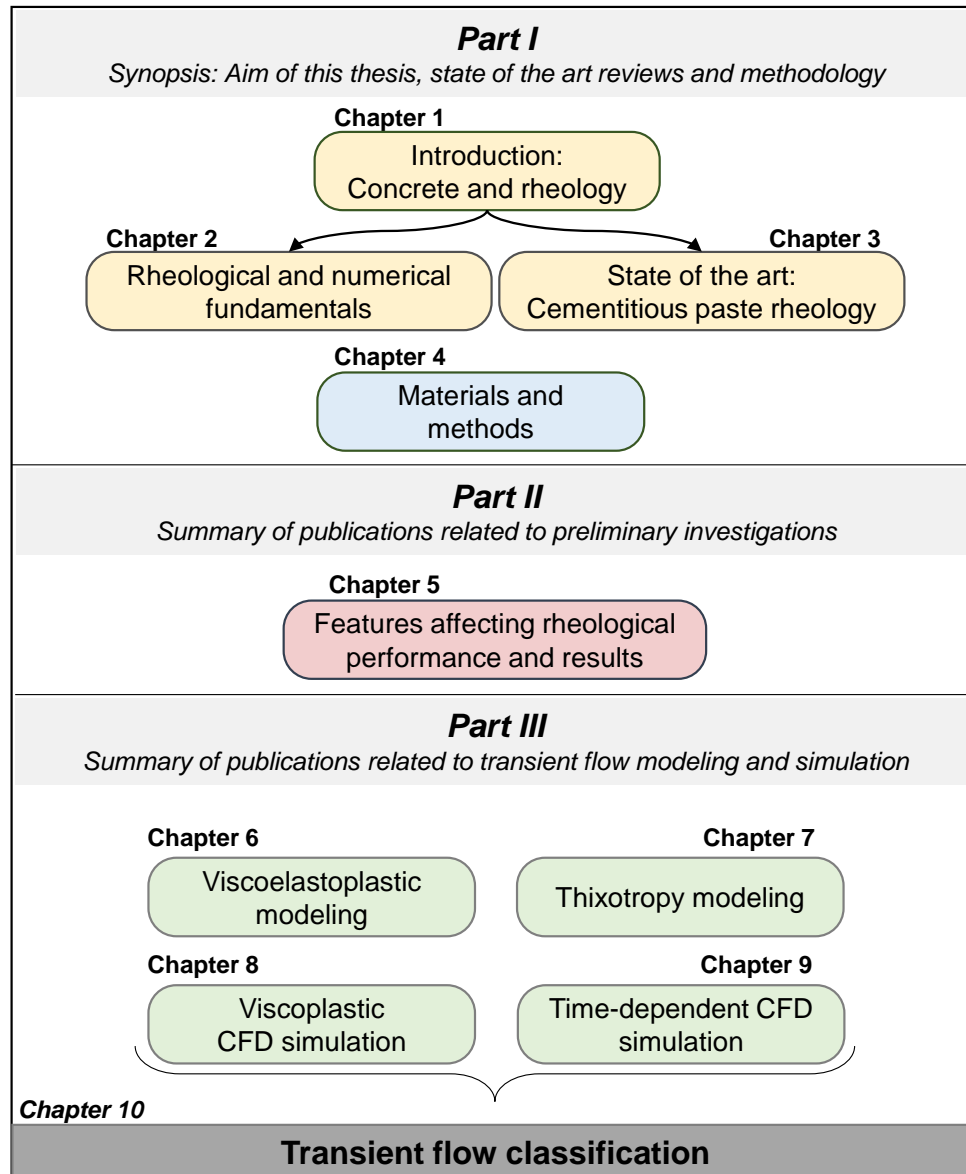 Part I
Synopsis: Aim of this thesis, state of the art reviews and methodology
Chapter 1
Introduction:
Concrete and rheology
Chapter 2
Rheological and numerical
fundamentals
Chapter 3
State of the art:
Cementitious paste rheology
Chapter 4
Materials and
methods
Part II
Summary of publications related to preliminary investigations
Chapter 5
Features affecting rheological
performance and results
Part III
Summary of publications related to transient flow modeling and simulation
Chapter 6
Viscoelastoplastic
modeling
Chapter 7
Thixotropy modeling
Chapter 8
Viscoplastic
CFD simulation
Chapter 9
Time-dependent CFD
simulation
Chapter 10
Transient flow classification